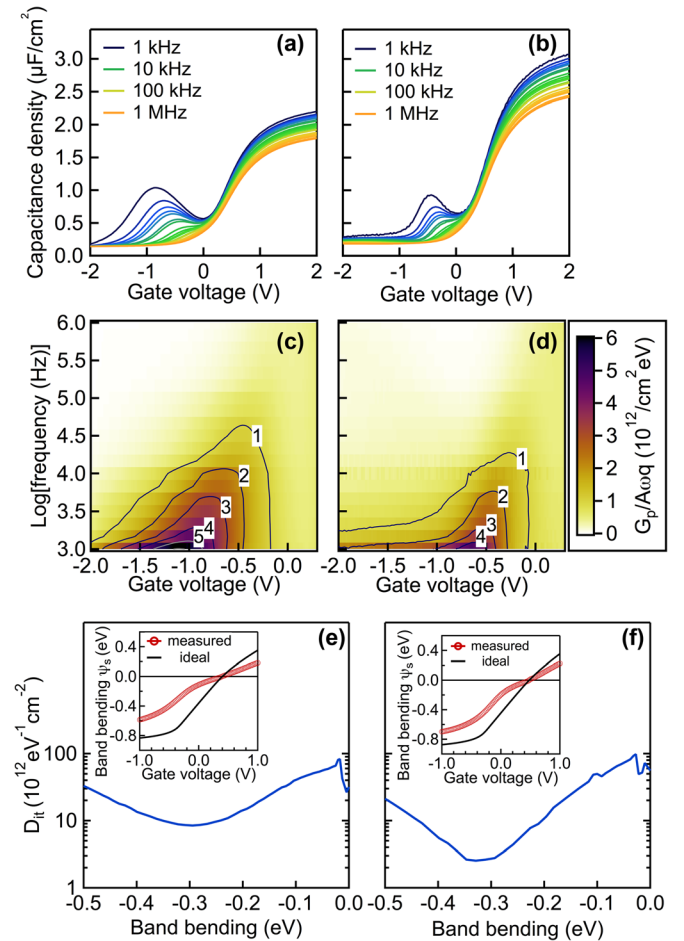 (a)
1 kHz
10 kHz
100 kHz
1 MHz
Capacitance density (µF/cm²)
3.0
2.5
2.0
1.5
1.0
0.5
0.0
-2 -1 0 1 2
Gate voltage (V)
(b)
1 kHz
10 kHz
100 kHz
1 MHz
-2 -1 0 1 2
Gate voltage (V)
(c)
Log[frequency (Hz)]
6.0
5.5
5.0
4.5
4.0
3.5
3.0
1
2
3
4
5
-2.0 -1.5 -1.0 -0.5 0.0
Gate voltage (V)
(d)
1
2
3
4
-2.0 -1.5 -1.0 -0.5 0.0
Gate voltage (V)
6
5
4
3
2
1
0
Gₚ/Aωq (10¹²/cm²eV)
(e)
Dᵢₜ (10¹² eV⁻¹cm⁻²)
100
10
1
-0.5 -0.4 -0.3 -0.2 -0.1 0.0
Band bending (eV)
measured
ideal
Band bending ψₛ (eV)
0.4
0.0
-0.4
-0.8
-1.0 0.0 1.0
Gate voltage (V)
(f)
-0.5 -0.4 -0.3 -0.2 -0.1 0.0
Band bending (eV)
measured
ideal
Band bending ψₛ (eV)
0.4
0.0
-0.4
-0.8
-1.0 0.0 1.0
Gate voltage (V)